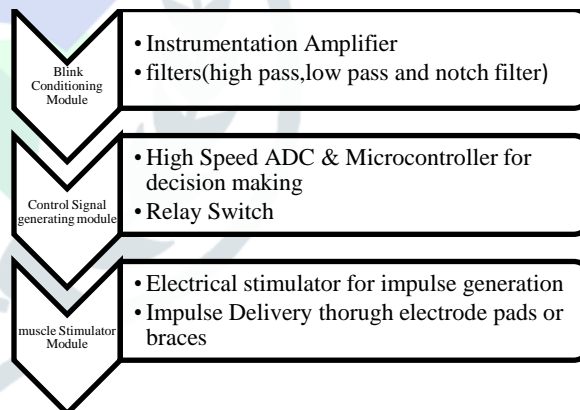 Blink
Conditioning
Module
• Instrumentation Amplifier
• filters(high pass,low pass and notch filter)
Control Signal
generating module
• High Speed ADC & Microcontroller for
decision making
• Relay Switch
muscle Stimulator
Module
• Electrical stimulator for impulse generation
• Impulse Delivery thorugh electrode pads or
braces